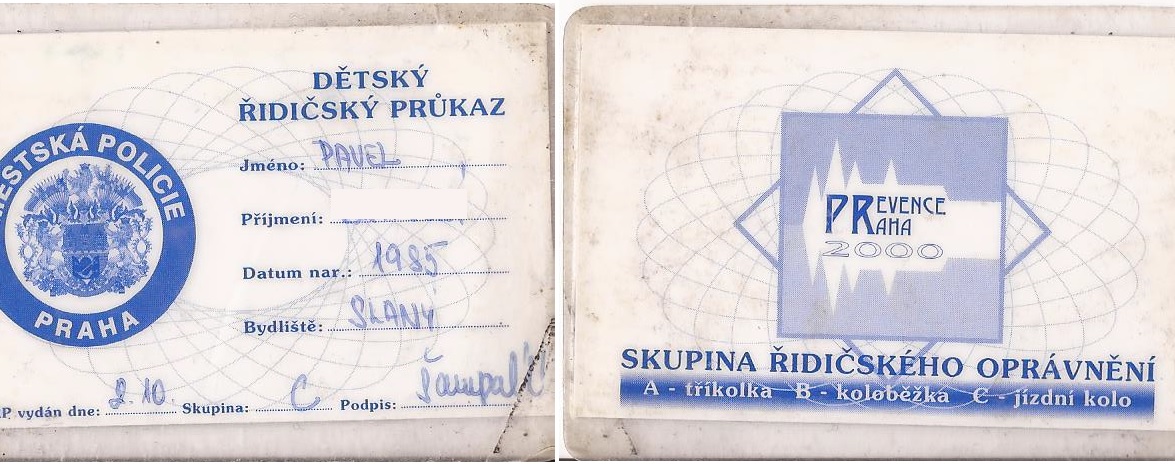 DĚTSKÝ
ŘIDIČSKÝ PRŮKAZ
MĚSTSKÁ POLICIE
PRAHA
Jméno: PAVEL
Příjmení:
Datum nar.: 1985
Bydliště: SLANÝ
ŘP vydán dne: 2.10. Skupina: C Podpis:
PREVENCE
PRAHA
2000
SKUPINA ŘIDIČSKÉHO OPRÁVNĚNÍ
A - tříkolka B - koloběžka C - jízdní kolo